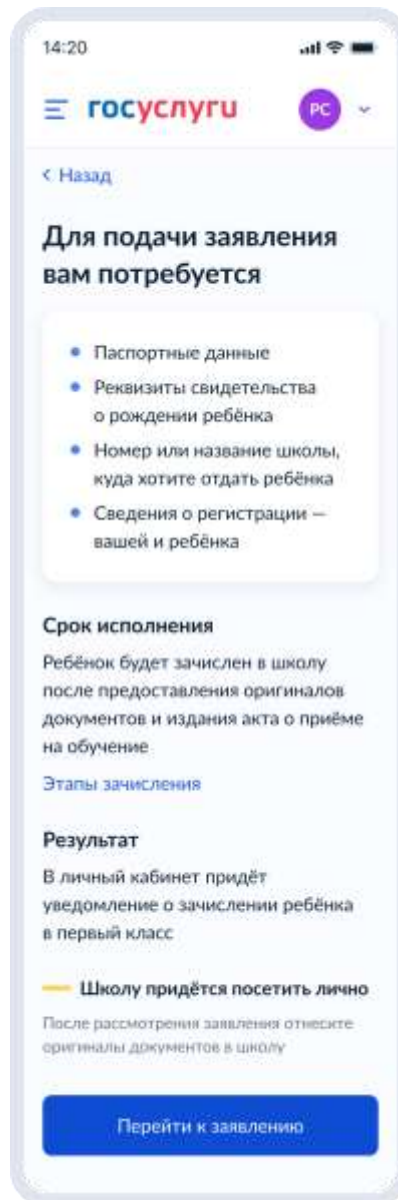 14:20
госуслуги
РС
Назад
Для подачи заявления
вам потребуется
Паспортные данные
Реквизиты свидетельства
о рождении ребёнка
Номер или название школы,
куда хотите отдать ребёнка
Сведения о регистрации —
вашей и ребёнка
Срок исполнения
Ребёнок будет зачислен в школу
после предоставления оригиналов
документов и издания акта о приёме
на обучение
Этапы зачисления
Результат
В личный кабинет придёт
уведомление о зачислении ребёнка
в первый класс
Школу придётся посетить лично
После рассмотрения заявления отнесите
оригиналы документов в школу
Перейти к заявлению